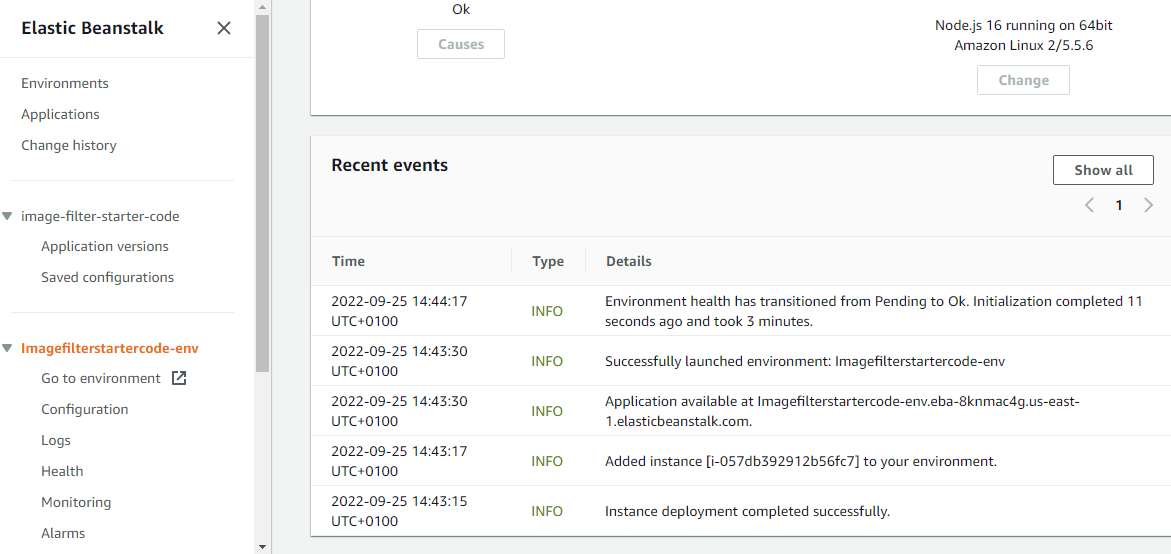 Elastic Beanstalk
Environments
Applications
Change history
image-filter-starter-code
Application versions
Saved configurations
Imagefilterstartercode-env
Go to environment
Configuration
Logs
Health
Monitoring
Alarms
Ok
Causes
Node.js 16 running on 64bit
Amazon Linux 2/5.5.6
Change
Recent events
Show all
1
Time Type Details
2022-09-25 14:44:17
UTC+0100
INFO
Environment health has transitioned from Pending to Ok. Initialization completed 11
seconds ago and took 3 minutes.
2022-09-25 14:43:30
UTC+0100
INFO
Successfully launched environment: Imagefilterstartercode-env
2022-09-25 14:43:30
UTC+0100
INFO
Application available at Imagefilterstartercode-env.eba-8knmac4g.us-east-
1.elasticbeanstalk.com.
2022-09-25 14:43:17
UTC+0100
INFO
Added instance [i-057db392912b56fc7] to your environment.
2022-09-25 14:43:15
UTC+0100
INFO
Instance deployment completed successfully.